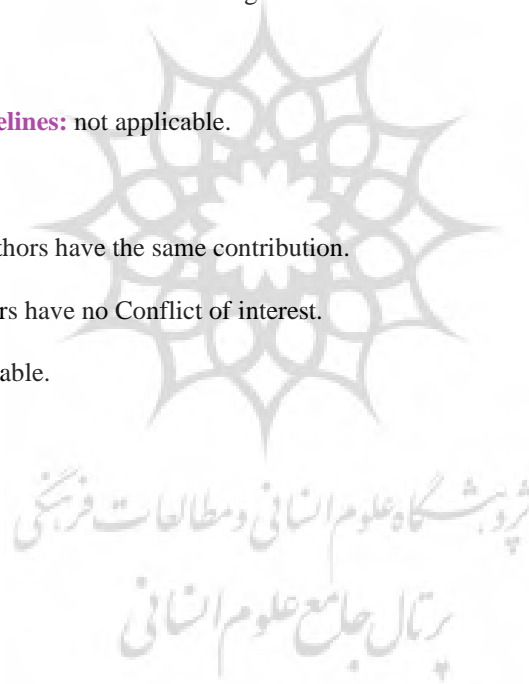 elines: not applicable.
thors have the same contribution.
rs have no Conflict of interest.
able.
پژوهشگاه علوم انسانی و مطالعات فرهنگی
پرتال جامع علوم انسانی